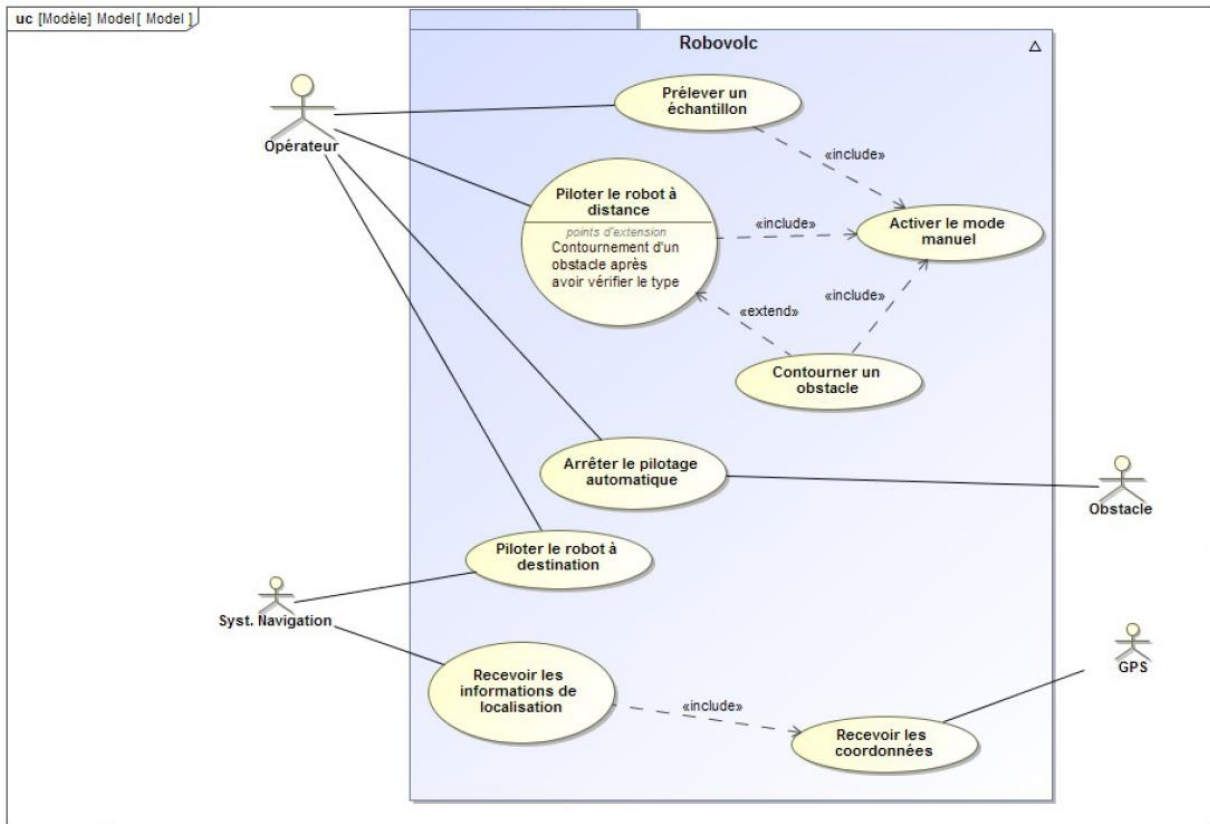 uc [Modèle] Model[ Model ]
Robovolc
Prélever un
échantillon
Opérateur
«include»
Piloter le robot à
distance
points d'extension
Contournement d'un
obstacle après
avoir vérifier le type
«include»
Activer le mode
manuel
«include»
«extend»
Contourner un
obstacle
Arrêter le pilotage
automatique
Obstacle
Piloter le robot à
destination
Syst. Navigation
GPS
Recevoir les
informations de
localisation
«include»
Recevoir les
coordonnées